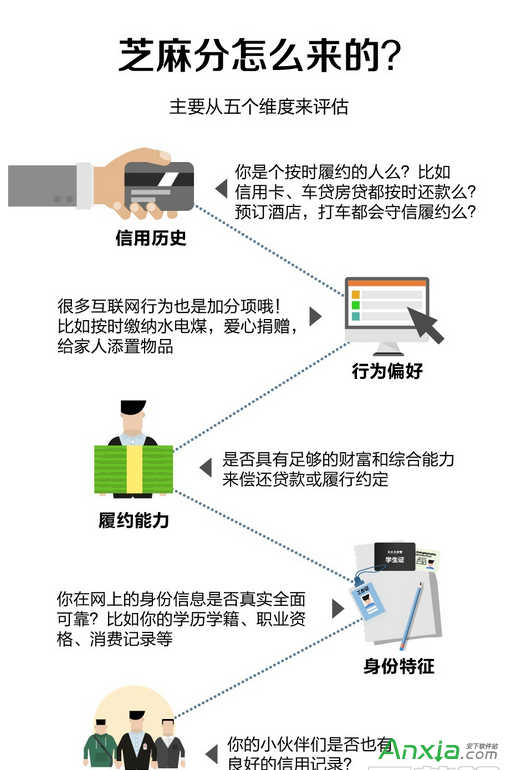 芝麻分怎么来的?
主要从五个维度来评估
你是个按时履约的人么？比如
信用卡、车贷房贷都按时还款么?
预订酒店，打车都会守信履约么?
信用历史
很多互联网行为也是加分项哦！
比如按时缴纳水电煤，爱心捐赠，
给家人添置物品
行为偏好
是否具有足够的财富和综合能力
来偿还贷款或履行约定
履约能力
学生证
工作证
你在网上的身份信息是否真实全面
可靠？比如你的学历学籍、职业资
格、消费记录等
身份特征
你的小伙伴们是否也有
良好的信用记录?
Anxia.com
安下软件站